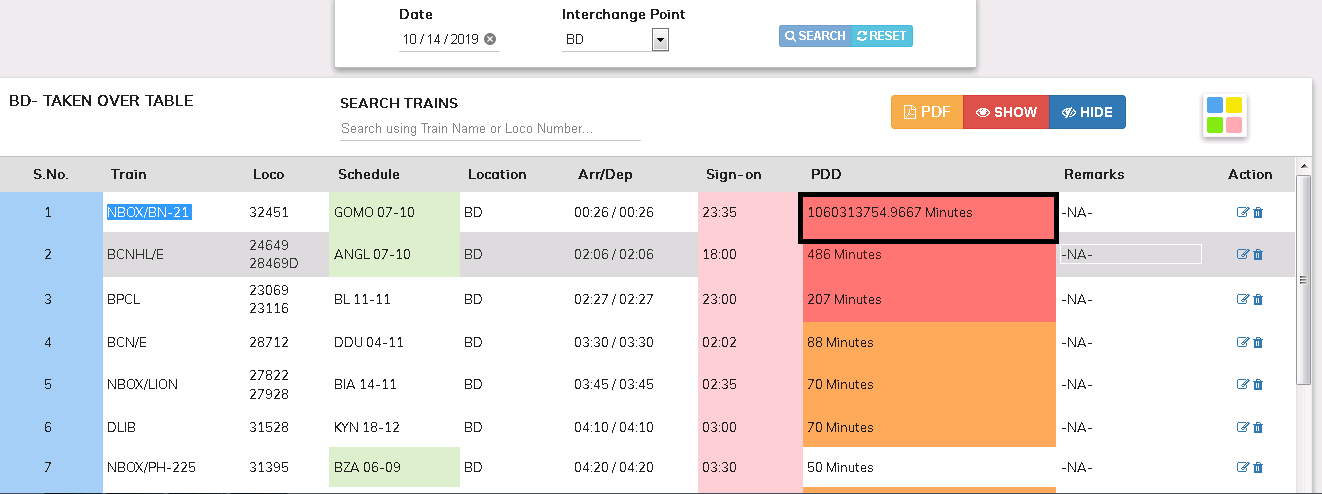 Date Interchange Point
10 / 14 / 2019 BD SEARCH RESET
BD- TAKEN OVER TABLE SEARCH TRAINS PDF SHOW HIDE
Search using Train Name or Loco Number...
S.No. Train Loco Schedule Location Arr/Dep Sign-on PDD Remarks Action
1 NBOX/BN-21 32451 GOMO 07-10 BD 00:26 / 00:26 23:35 1060313754.9667 Minutes -NA-
2 BCNHL/E 24649 28469D ANGL 07-10 BD 02:06 / 02:06 18:00 486 Minutes -NA-
3 BPCL 23069 23116 BL 11-11 BD 02:27 / 02:27 23:00 207 Minutes -NA-
4 BCN/E 28712 DDU 04-11 BD 03:30 / 03:30 02:02 88 Minutes -NA-
5 NBOX/LION 27822 27928 BIA 14-11 BD 03:45 / 03:45 02:35 70 Minutes -NA-
6 DLIB 31528 KYN 18-12 BD 04:10 / 04:10 03:00 70 Minutes -NA-
7 NBOX/PH-225 31395 BZA 06-09 BD 04:20 / 04:20 03:30 50 Minutes -NA-